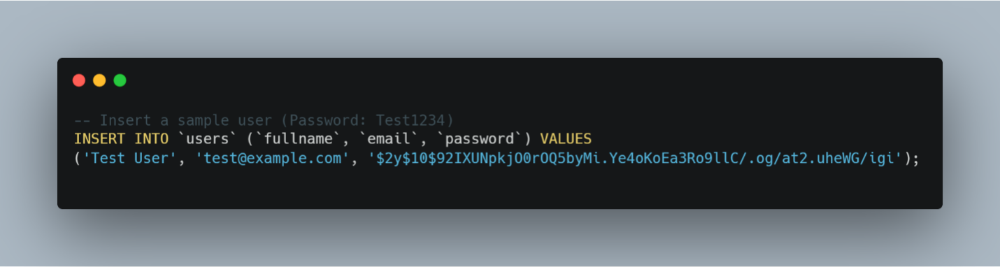 -- Insert a sample user (Password: Test1234)
INSERT INTO `users` (`fullname`, `email`, `password`) VALUES
('Test User', 'test@example.com', '$2y$10$92IXUNpkjO0rOQ5byMi.Ye4oKoEa3Ro9llC/.og/at2.uheWG/igi');